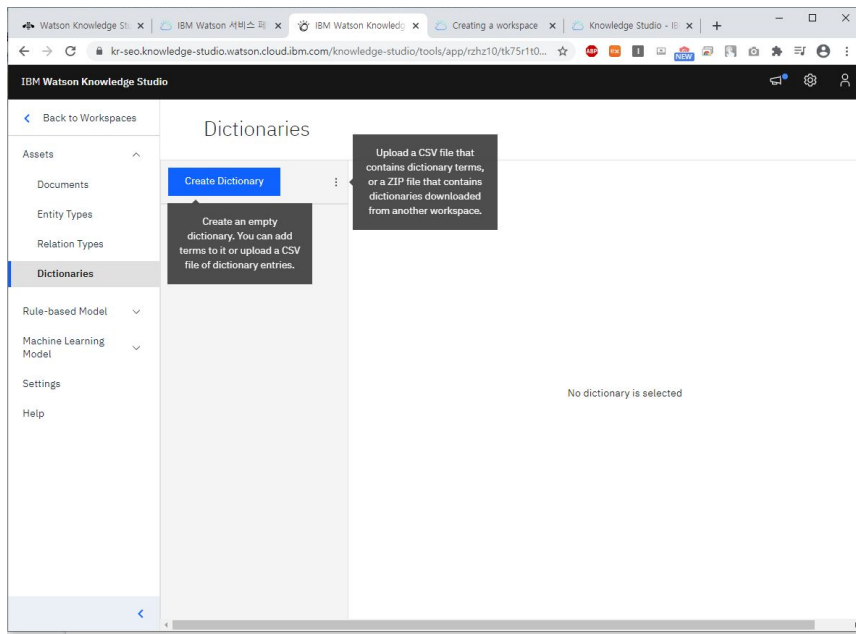 Watson Knowledge Stu
IBM Watson 서비스 페
IBM Watson Knowledg
Creating a workspace
Knowledge Studio - IB
kr-seo.knowledge-studio.watson.cloud.ibm.com/knowledge-studio/tools/app/rzhz10/tk75r1t0...
ABP
NEW
IBM Watson Knowledge Studio
Back to Workspaces
Dictionaries
Assets
Documents
Entity Types
Relation Types
Dictionaries
Rule-based Model
Machine Learning
Model
Settings
Help
Create Dictionary
Create an empty
dictionary. You can add
terms to it or upload a CSV
file of dictionary entries.
Upload a CSV file that
contains dictionary terms,
or a ZIP file that contains
dictionaries downloaded
from another workspace.
No dictionary is selected